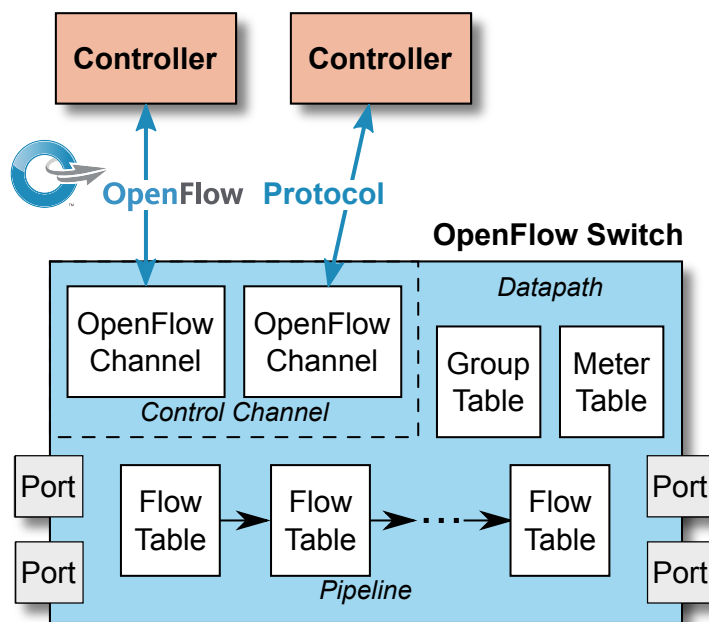 Controller Controller
OpenFlow Protocol
™
OpenFlow Switch
Datapath
OpenFlow
Channel
OpenFlow
Channel
Control Channel
Group
Table
Meter
Table
Port
Port
Flow
Table
Flow
Table
...
Flow
Table
Pipeline
Port
Port